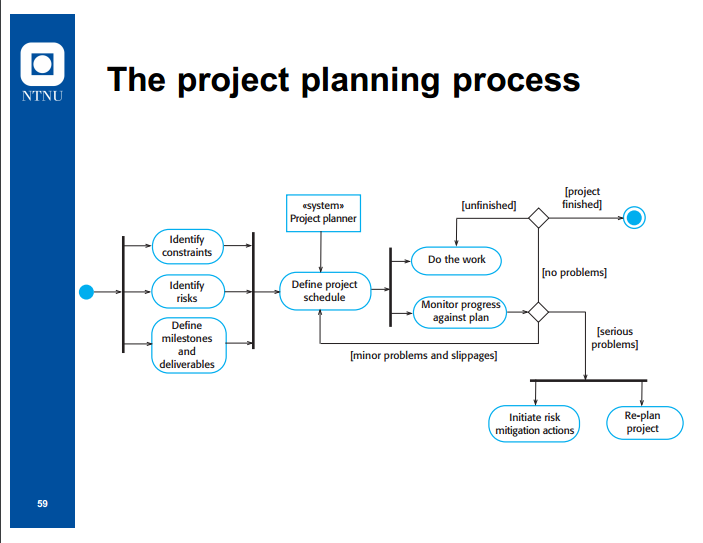 NTNU
The project planning process
«system»
Project planner
[unfinished]
[project
finished]
Identify
constraints
Identify
risks
Define
milestones
and
deliverables
Define project
schedule
Do the work
Monitor progress
against plan
[no problems]
[minor problems and slippages]
[serious
problems]
Initiate risk
mitigation actions
Re-plan
project
59